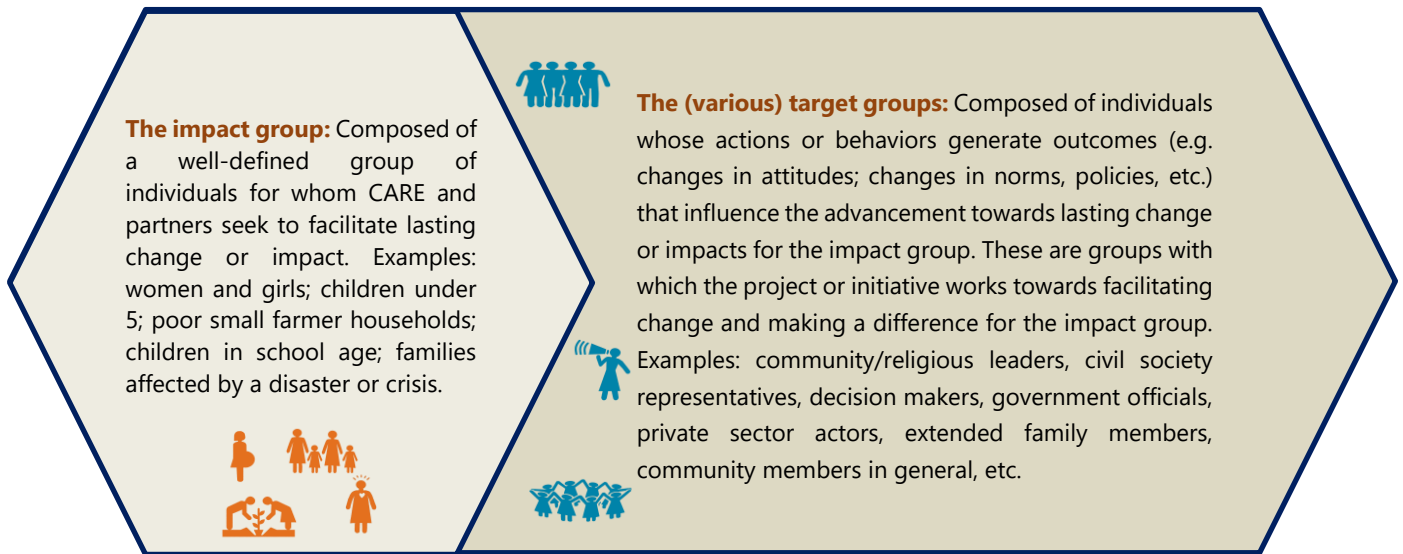 The impact group: Composed of
a well-defined group of
individuals for whom CARE and
partners seek to facilitate lasting
change or impact. Examples:
women and girls; children under
5; poor small farmer households;
children in school age; families
affected by a disaster or crisis.
The (various) target groups: Composed of individuals
whose actions or behaviors generate outcomes (e.g.
changes in attitudes; changes in norms, policies, etc.)
that influence the advancement towards lasting change
or impacts for the impact group. These are groups with
which the project or initiative works towards facilitating
change and making a difference for the impact group.
Examples: community/religious leaders, civil society
representatives, decision makers, government officials,
private sector actors, extended family members,
community members in general, etc.